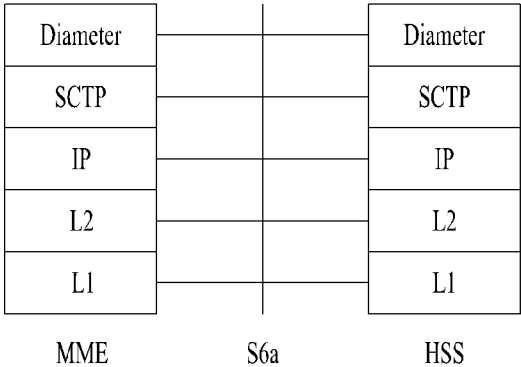 Diameter Diameter
SCTP SCTP
IP IP
L2 L2
L1 L1
MME S6a HSS